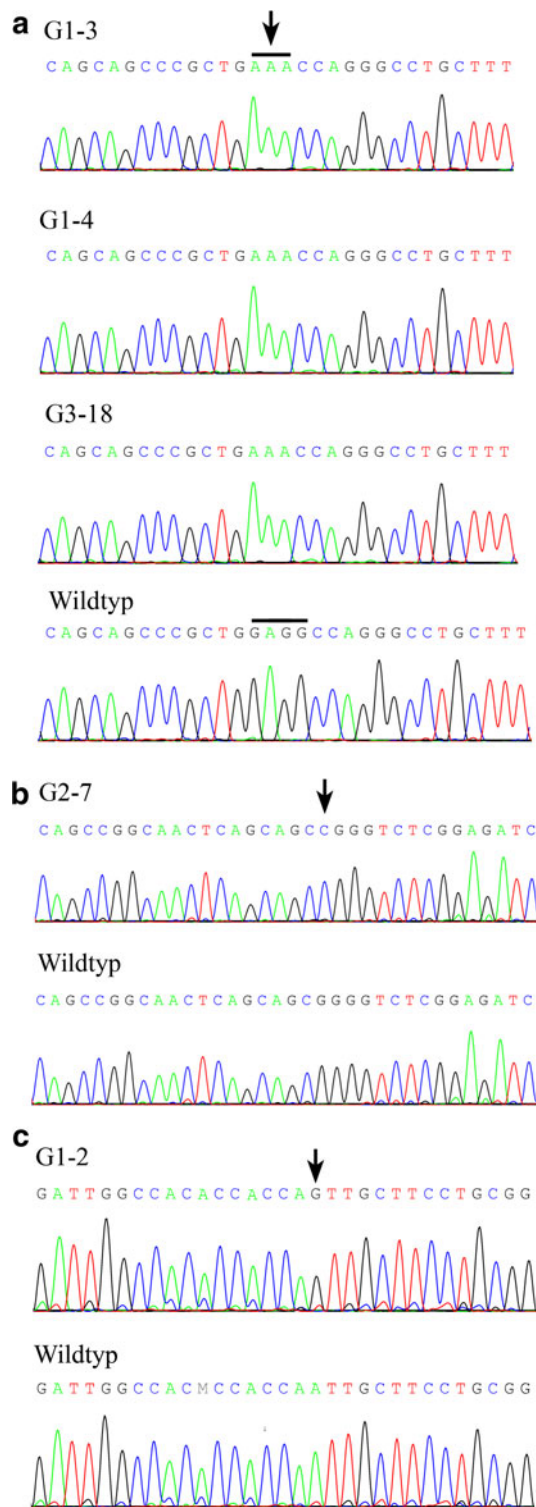 a
G1-3
CAGCAGCCCGCTGAAACCAGGGCCTGCTTT
G1-4
CAGCAGCCCGCTGAAACCAGGGCCTGCTTT
G3-18
CAGCAGCCCGCTGAAACCAGGGCCTGCTTT
Wildtyp
CAGCAGCCCGCTGGAGGCCAGGGCCTGCTTT
b
G2-7
CAGCCGGCAACTCAGCAGCCGGGTCTCGGAGATC
Wildtyp
CAGCCGGCAACTCAGCAGCGGGGTCTCGGAGATC
c
G1-2
GATTGGCCACACCACCAGTTGCTTCCTGCGG
Wildtyp
GATTGGCCACMCCACCAATTGCTTCCTGCGG